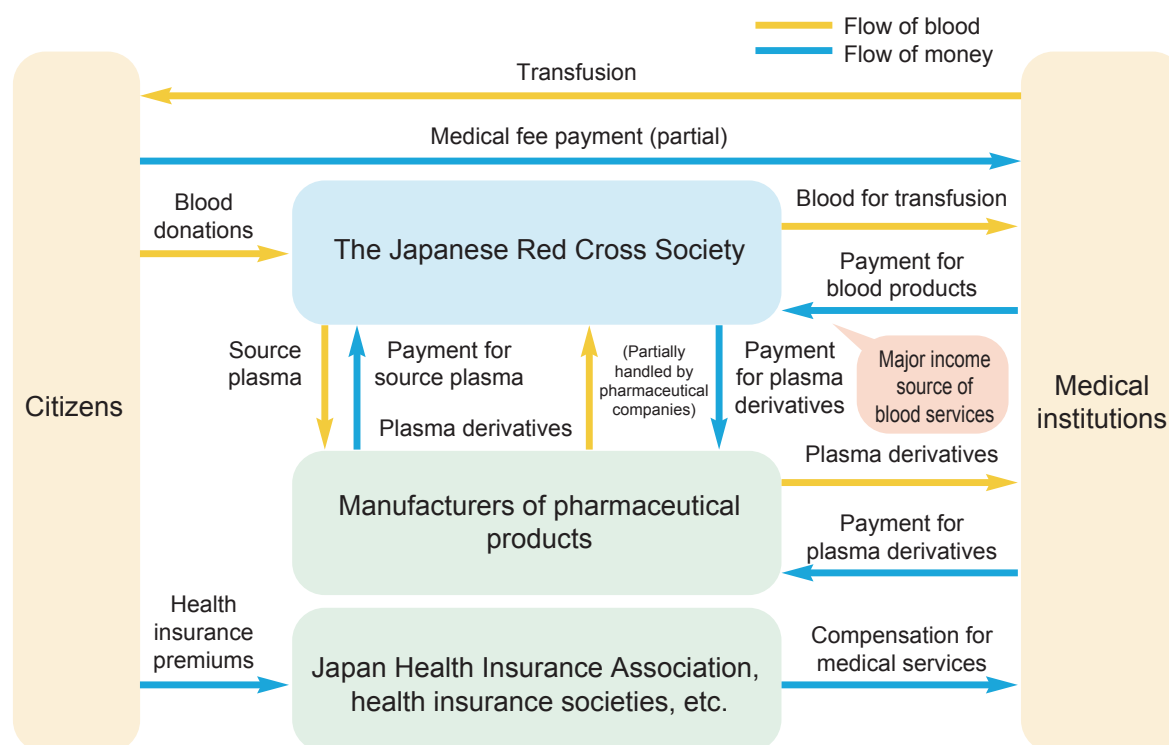 Flow of blood
Flow of money
Transfusion
Medical fee payment (partial)
Blood
donations
The Japanese Red Cross Society
Blood for transfusion
Payment for
blood products
Source
plasma
Payment for
source plasma
Plasma derivatives
(Partially
handled by
pharmaceutical
companies)
Payment
for plasma
derivatives
Major income
source of
blood services
Citizens
Medical
institutions
Manufacturers of pharmaceutical
products
Plasma derivatives
Payment for
plasma derivatives
Health
insurance
premiums
Japan Health Insurance Association,
health insurance societies, etc.
Compensation for
medical services